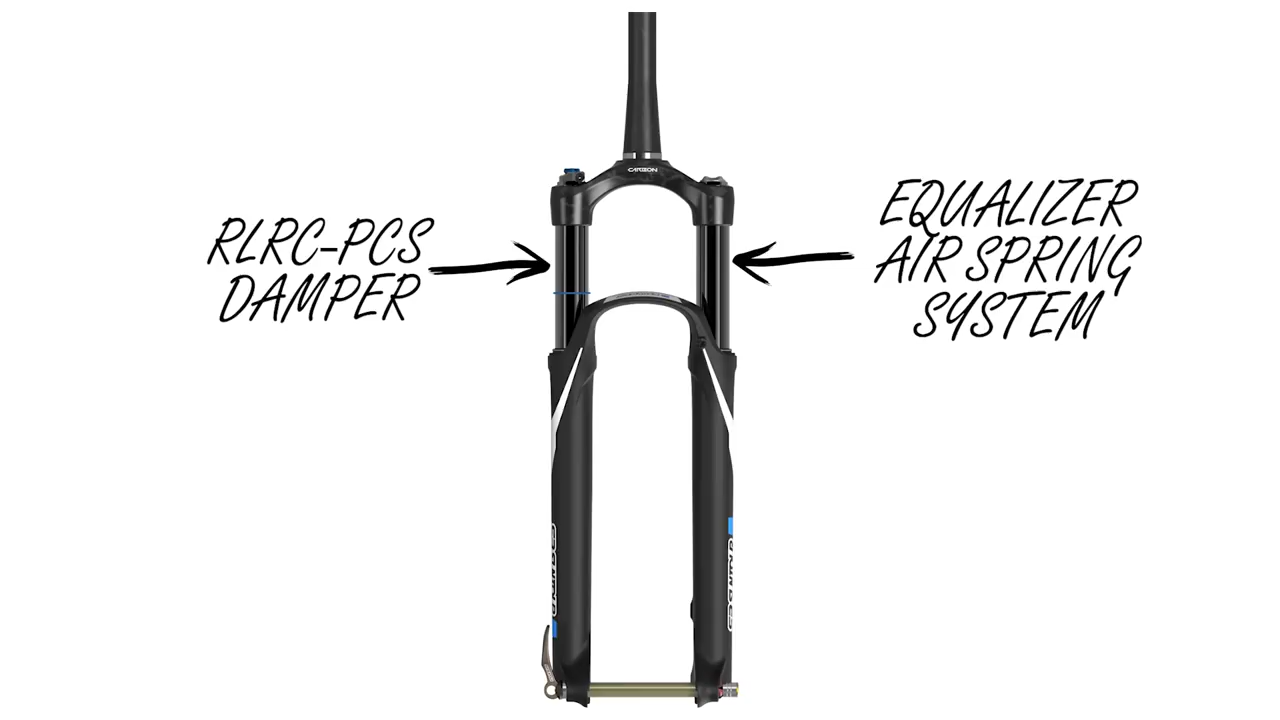 CARBON
RLRC-PCS
DAMPER
EQUALIZER
AIR SPRING
SYSTEM